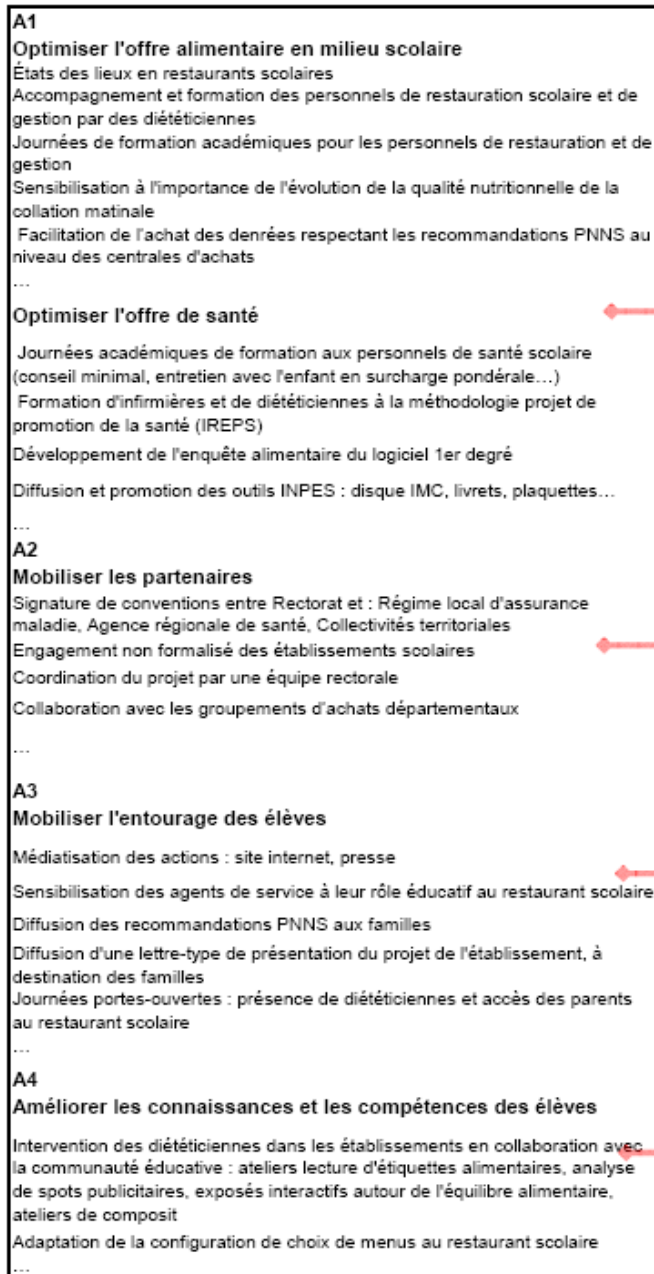 A1
Optimiser l'offre alimentaire en milieu scolaire
États des lieux en restaurants scolaires
Accompagnement et formation des personnels de restauration scolaire et de
gestion par des diététiciennes
Journées de formation académiques pour les personnels de restauration et de
gestion
Sensibilisation à l'importance de l'évolution de la qualité nutritionnelle de la
collation matinale
Facilitation de l'achat des denrées respectant les recommandations PNNS au
niveau des centrales d'achats
...
Optimiser l'offre de santé
Journées académiques de formation aux personnels de santé scolaire
(conseil minimal, entretien avec l'enfant en surcharge pondérale...)
Formation d'infirmières et de diététiciennes à la méthodologie projet de
promotion de la santé (IREPS)
Développement de l'enquête alimentaire du logiciel 1er degré
Diffusion et promotion des outils INPES : disque IMC, livrets, plaquettes...
...
A2
Mobiliser les partenaires
Signature de conventions entre Rectorat et : Régime local d'assurance
maladie, Agence régionale de santé, Collectivités territoriales
Engagement non formalisé des établissements scolaires
Coordination du projet par une équipe rectorale
Collaboration avec les groupements d'achats départementaux
...
A3
Mobiliser l'entourage des élèves
Médiatisation des actions : site internet, presse
Sensibilisation des agents de service à leur rôle éducatif au restaurant scolaire
Diffusion des recommandations PNNS aux familles
Diffusion d'une lettre-type de présentation du projet de l'établissement, à
destination des familles
Journées portes-ouvertes : présence de diététiciennes et accès des parents
au restaurant scolaire
...
A4
Améliorer les connaissances et les compétences des élèves
Intervention des diététiciennes dans les établissements en collaboration avec
la communauté éducative : ateliers lecture d'étiquettes alimentaires, analyse
de spots publicitaires, exposés interactifs autour de l'équilibre alimentaire,
ateliers de composit
Adaptation de la configuration de choix de menus au restaurant scolaire
...